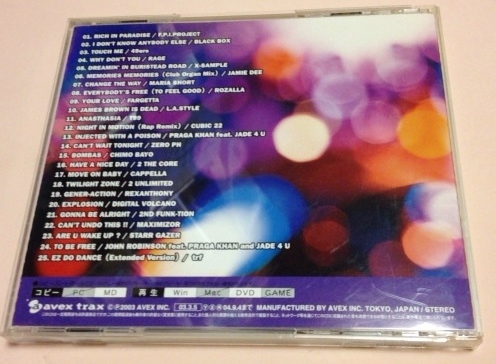 01. RICH IN PARADISE / F.P.I.PROJECT
02. I DON'T KNOW ANYBODY ELSE / BLACK BOX
03. TOUCH ME / 49ers
04. WHY DON'T YOU / RAGE
05. DREAMIN' IN BURISTEAD ROAD / X-SAMPLE
06. MEMORIES MEMORIES (Club Organ Mix) / JAMIE DEE
07. CHANGE THE WAY / MARIA SHORT
08. EVERYBODY'S FREE (TO FEEL GOOD) / ROZALLA
09. YOUR LOVE / FARGETTA
10. JAMES BROWN IS DEAD / L.A.STYLE
11. ANASTHASIA / T99
12. NIGHT IN MOTION (Rap Remix) / CUBIC 22
13. INJECTED WITH A POISON / PRAGA KHAN feat. JADE 4 U
14. CAN'T WAIT TONIGHT / ZERO PH
15. BOMBAS / CHIMO BAYO
16. HAVE A NICE DAY / 2 THE CORE
17. MOVE ON BABY / CAPPELLA
18. TWILIGHT ZONE / 2 UNLIMITED
19. GENER-ACTION / REXANTHONY
20. EXPLOSION / DIGITAL VOLCANO
21. GONNA BE ALRIGHT / 2ND FUNK-TION
22. CAN'T UNDO THIS !! / MAXIMIZOR
23. ARE U WAKE UP ? / STARR GAZER
24. TO BE FREE / JOHN ROBINSON feat. PRAGA KHAN and JADE 4 U
25. EZ DO DANCE (Extended Version) / trf
コピー PC MD 再生 Win Mac DVD GAME
avex trax ©℗2003 AVEX INC. 03.3.5 MANUFACTURED BY AVEX INC. TOKYO, JAPAN / STEREO